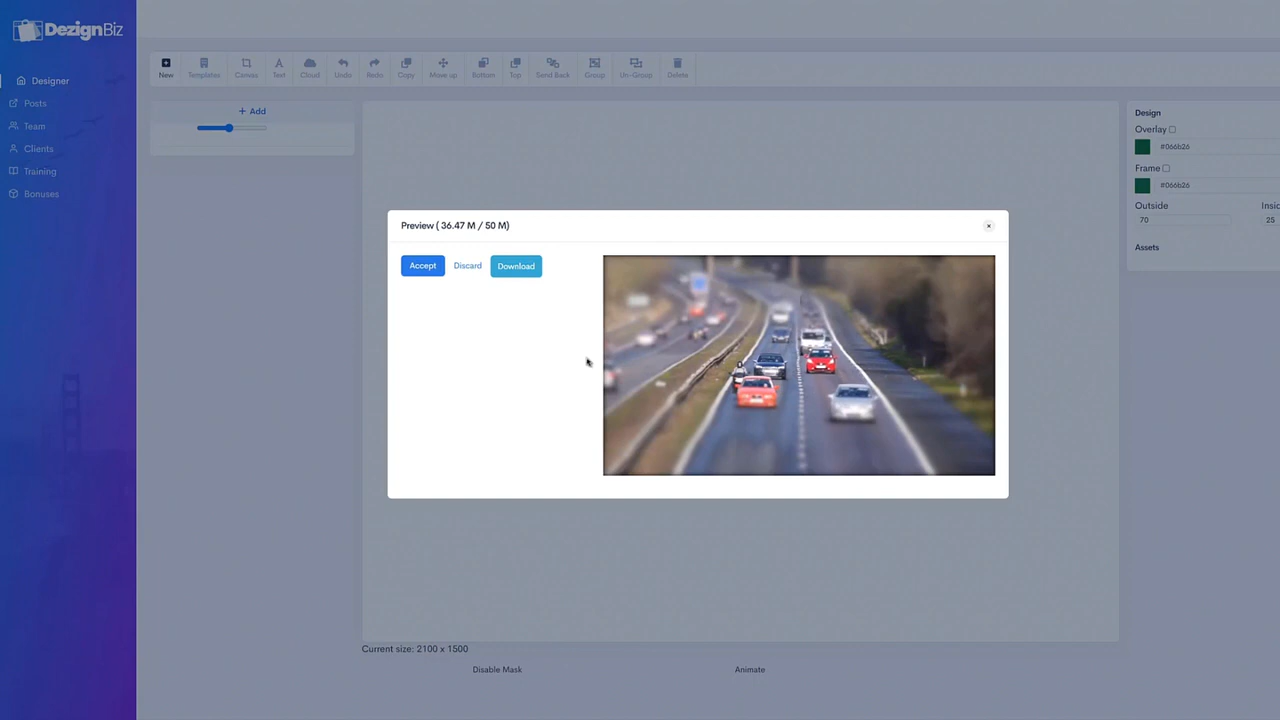 DezignBiz
Designer
Posts
Team
Clients
Training
Bonuses
New Templates Canvas Text Cloud Undo Redo Copy Move up Bottom Top Send Back Group Un-Group Delete
+ Add
Design
Overlay
#066b26
Frame
#066b26
Outside
70 25
Assets
Preview ( 36.47 M / 50 M)
Accept Discard Download
Current size: 2100 x 1500
Disable Mask Animate